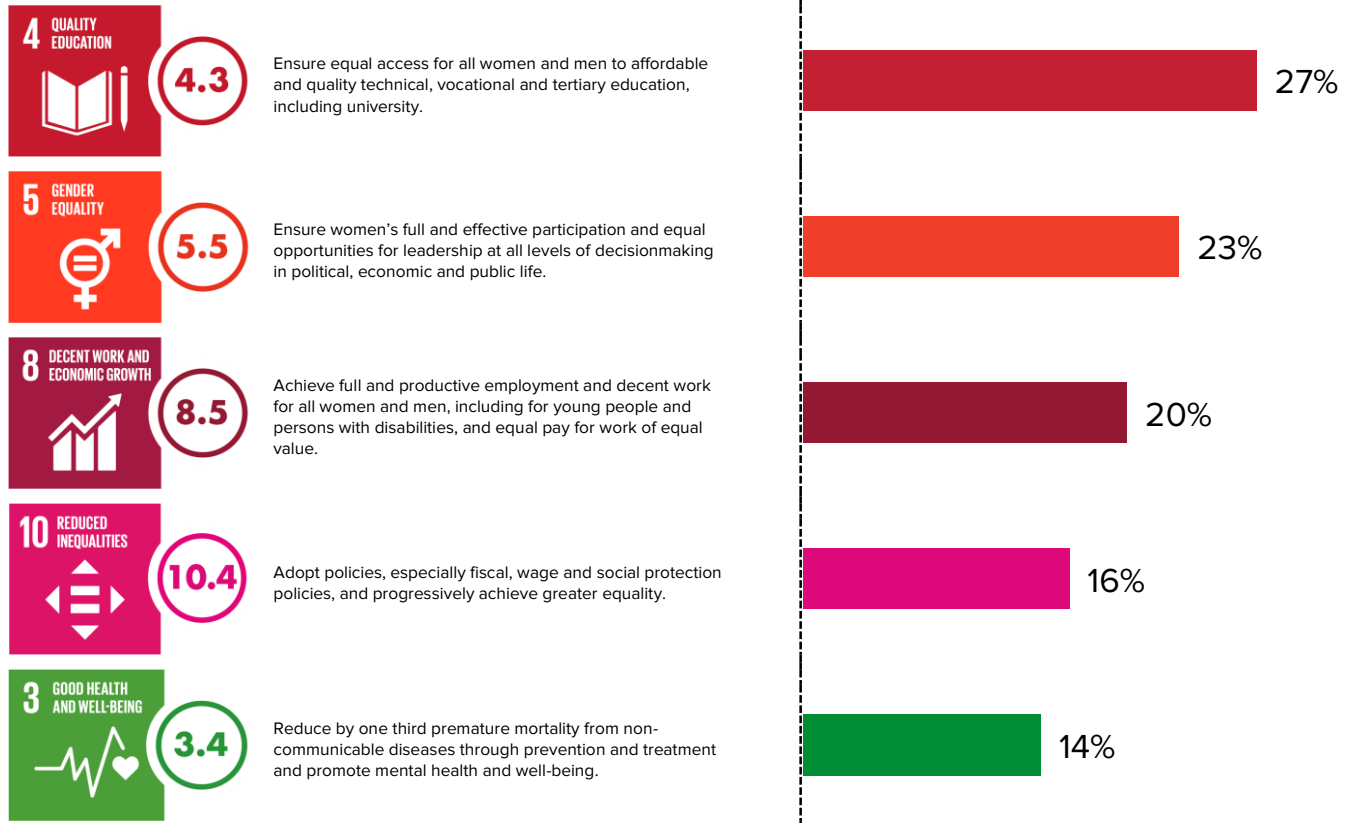 4 QUALITY
EDUCATION
4.3
Ensure equal access for all women and men to affordable
and quality technical, vocational and tertiary education,
including university.
27%
5 GENDER
EQUALITY
5.5
Ensure women’s full and effective participation and equal
opportunities for leadership at all levels of decisionmaking
in political, economic and public life.
23%
8 DECENT WORK AND
ECONOMIC GROWTH
8.5
Achieve full and productive employment and decent work
for all women and men, including for young people and
persons with disabilities, and equal pay for work of equal
value.
20%
10 REDUCED
INEQUALITIES
10.4
Adopt policies, especially fiscal, wage and social protection
policies, and progressively achieve greater equality.
16%
3 GOOD HEALTH
AND WELL-BEING
3.4
Reduce by one third premature mortality from non-
communicable diseases through prevention and treatment
and promote mental health and well-being.
14%